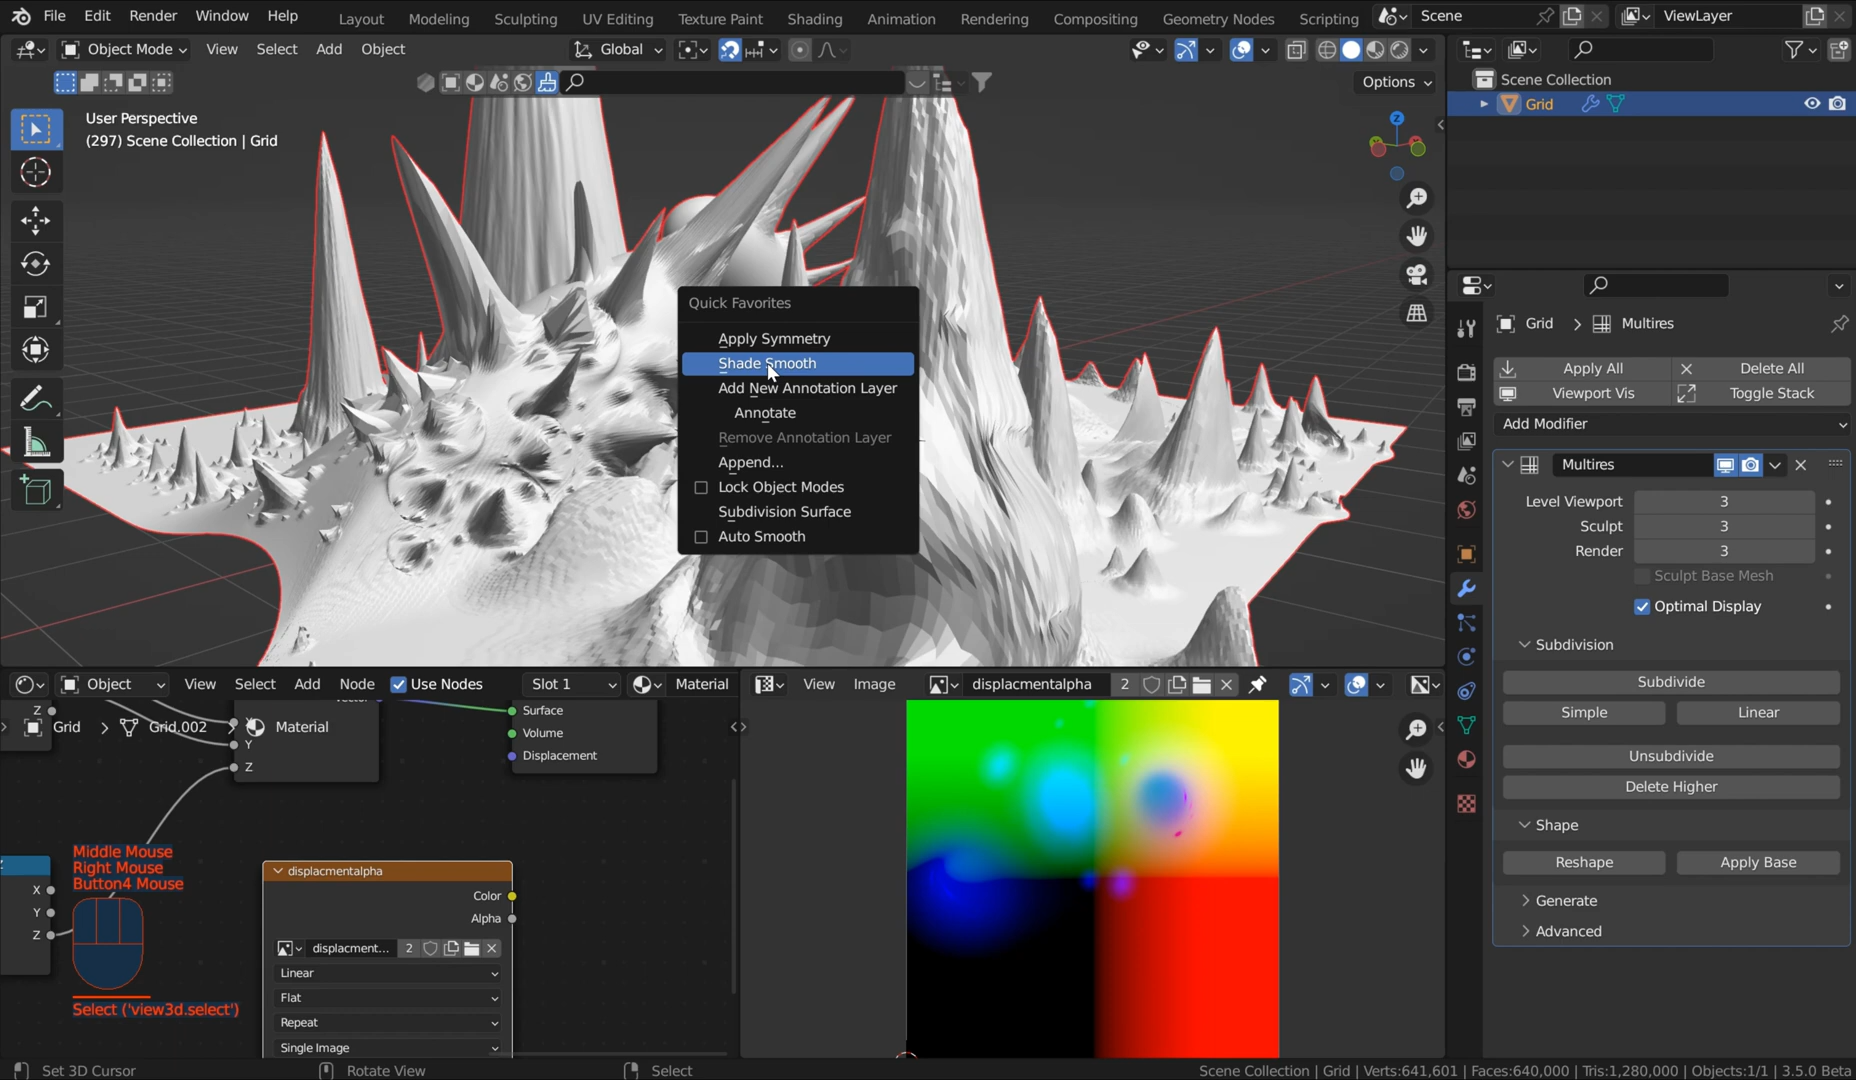 File Edit Render Window Help
Layout Modeling Sculpting UV Editing Texture Paint Shading Animation Rendering Compositing Geometry Nodes Scripting
Scene
ViewLayer
Object Mode View Select Add Object
Global
Options
User Perspective
(297) Scene Collection | Grid
Z
Quick Favorites
Apply Symmetry
Shade Smooth
Add New Annotation Layer
Annotate
Remove Annotation Layer
Append...
Lock Object Modes
Subdivision Surface
Auto Smooth
Scene Collection
Grid
Grid > Multires
Apply All
Delete All
Viewport Vis
Toggle Stack
Add Modifier
Multires
Level Viewport 3
Sculpt 3
Render 3
Sculpt Base Mesh
Optimal Display
Subdivision
Subdivide
Simple
Linear
Unsubdivide
Delete Higher
Shape
Reshape
Apply Base
Generate
Advanced
Object View Select Add Node Use Nodes Slot 1 Material
Z
Grid > Grid.002 > Material
Y
Z
Surface
Volume
Displacement
Middle Mouse
Right Mouse
Button4 Mouse
X
Y
Z
Select ('view3d.select')
displacmentalpha
Color
Alpha
displacment... 2
Linear
Flat
Repeat
Single Image
View Image displacmentalpha 2
Set 3D Cursor
Rotate View
Select
Scene Collection | Grid | Verts:641,601 | Faces:640,000 | Tris:1,280,000 | Objects:1/1 | 3.5.0 Beta